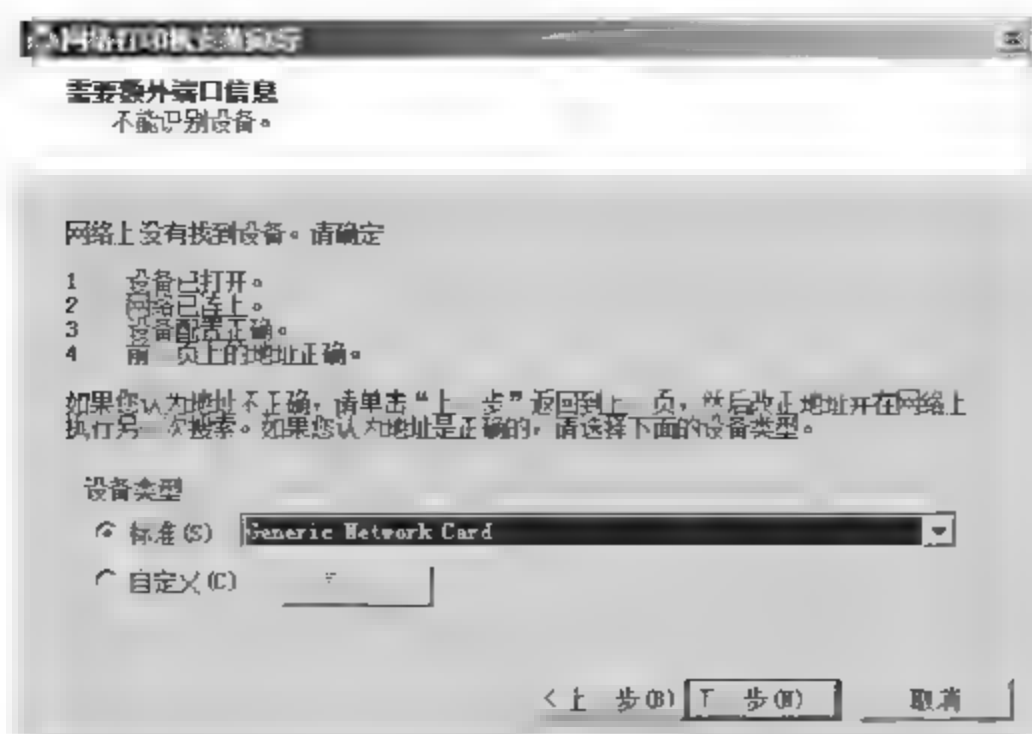 网络打印机安装向导
需要额外端口信息
不能识别设备。
网络上没有找到设备。请确定
1 设备已打开。
2 网络已连上。
3 设备配置正确。
4 前一页上的地址正确。
如果您认为地址不正确,请单击“上一步”返回到上一页,然后改正地址并在网络上
执行另一次搜索。如果您认为地址是正确的,请选择下面的设备类型。
设备类型
标准(S) Generic Network Card
自定义(C)
<上一步(B) 下一步(N) 取消